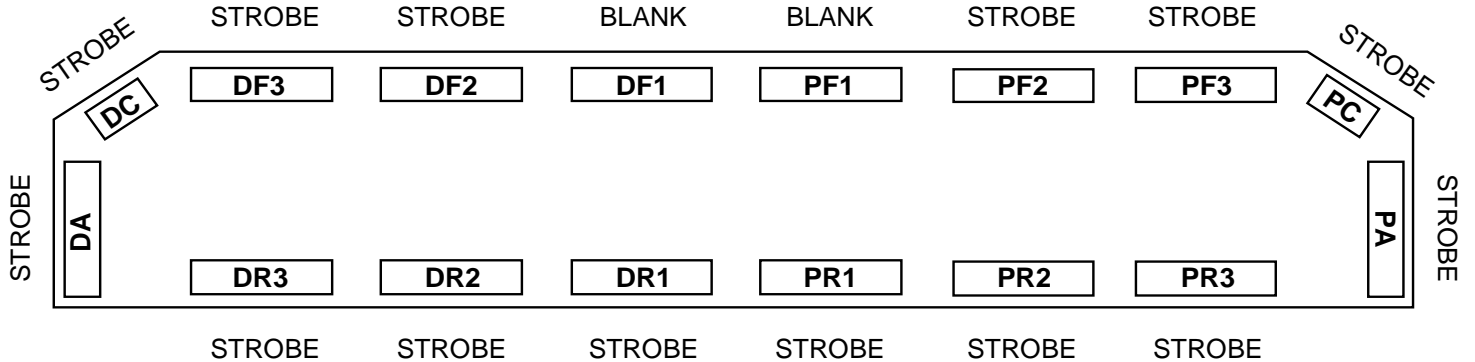 STROBE STROBE BLANK BLANK STROBE STROBE
STROBE STROBE
DF3 DF2 DF1 PF1 PF2 PF3
DC PC
STROBE DA PA STROBE
DR3 DR2 DR1 PR1 PR2 PR3
STROBE STROBE STROBE STROBE STROBE STROBE